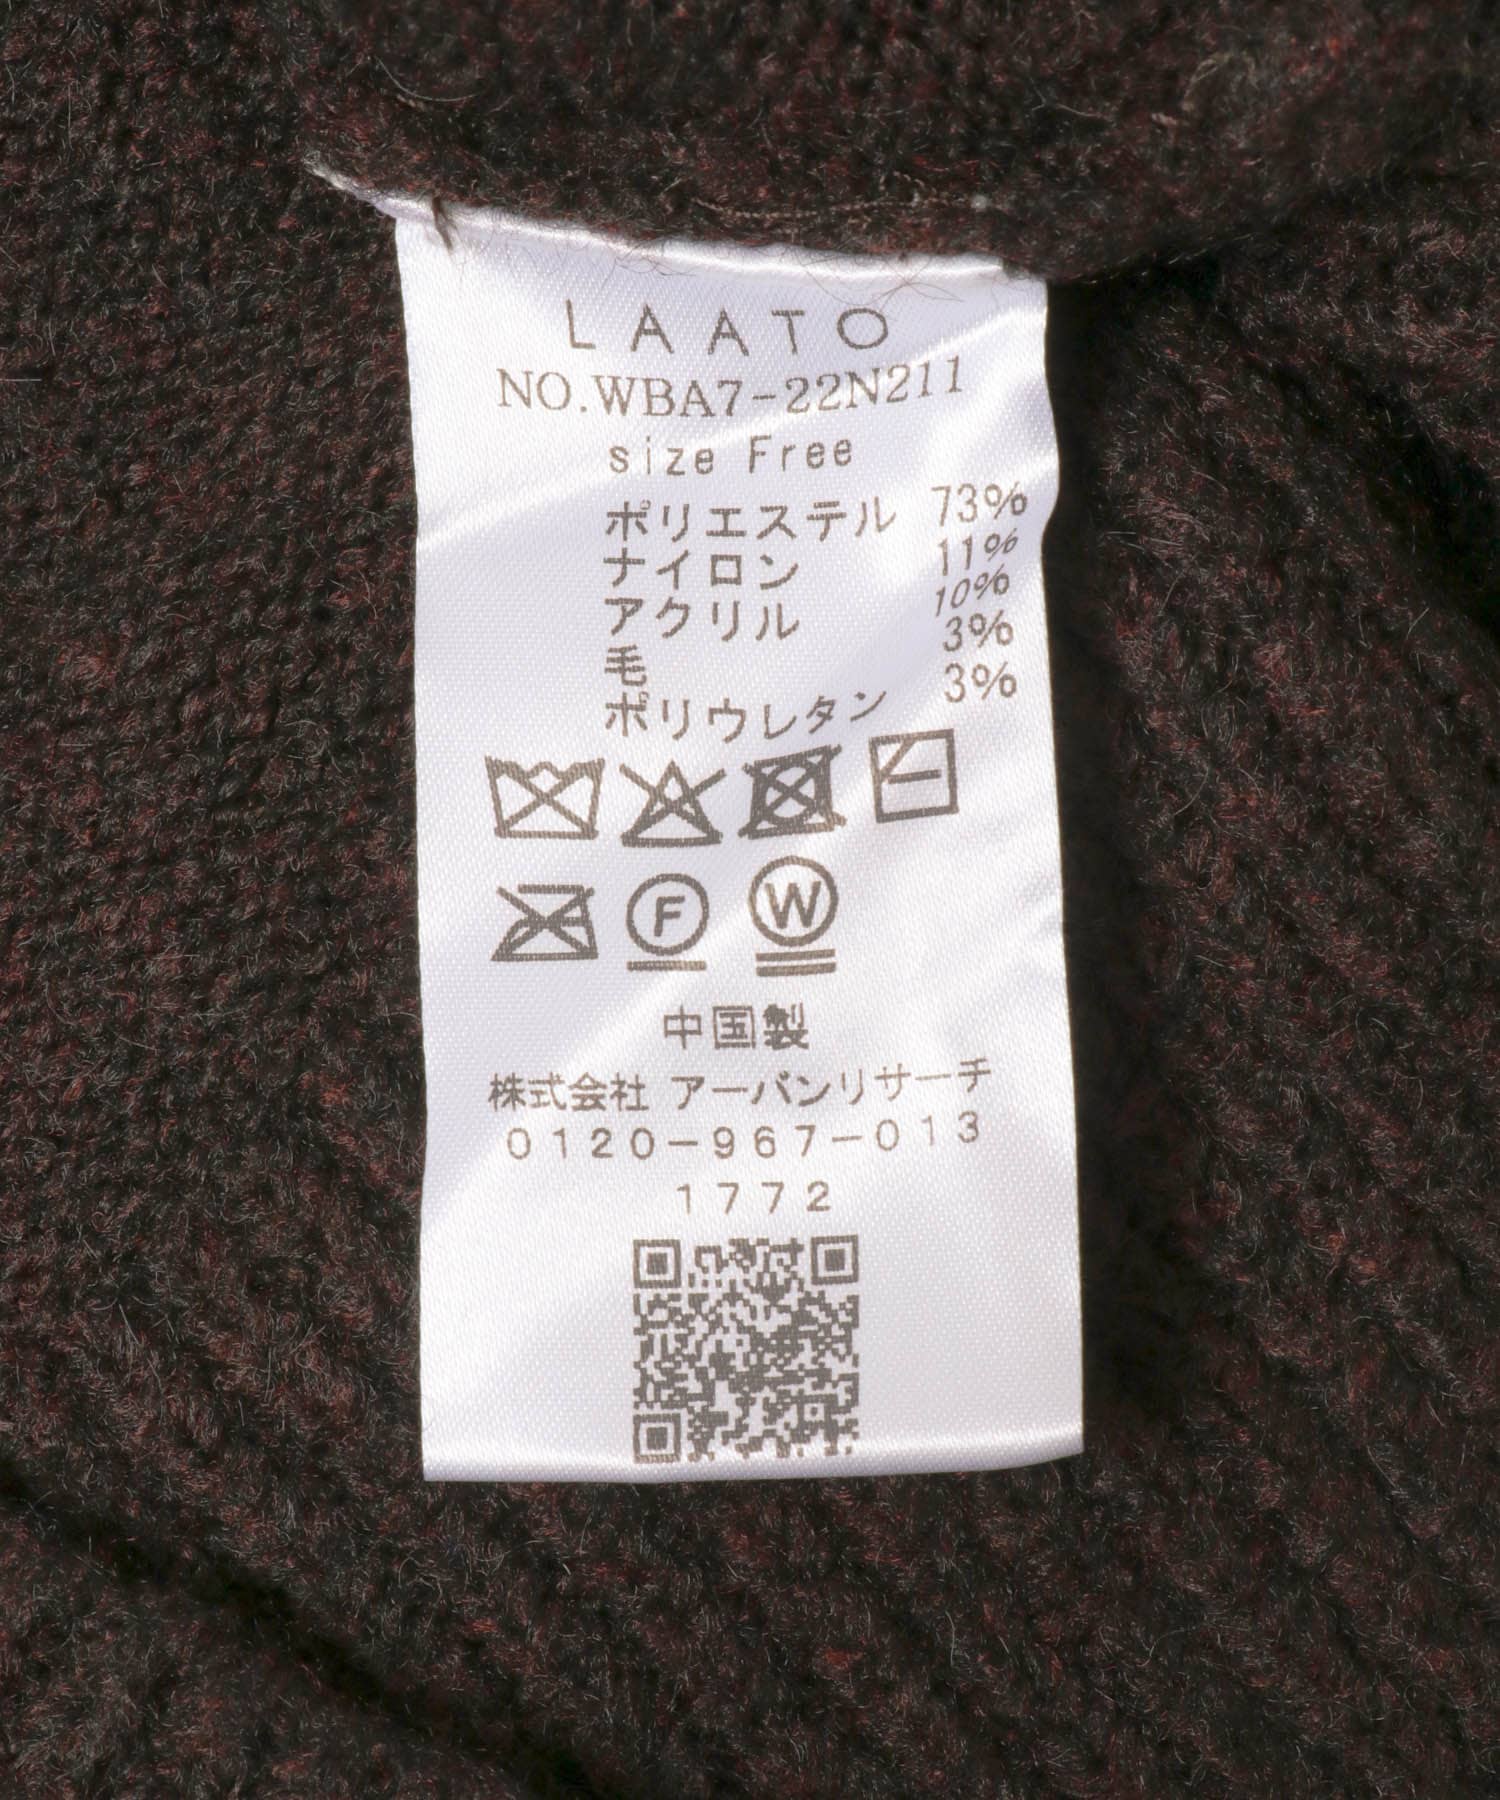 LAATO
NO.WBA7-22N211
size Free
ポリエステル 73%
ナイロン 11%
アクリル 10%
毛 3%
ポリウレタン 3%
F W
中国製
株式会社 アーバンリサーチ
0120-967-013
1772